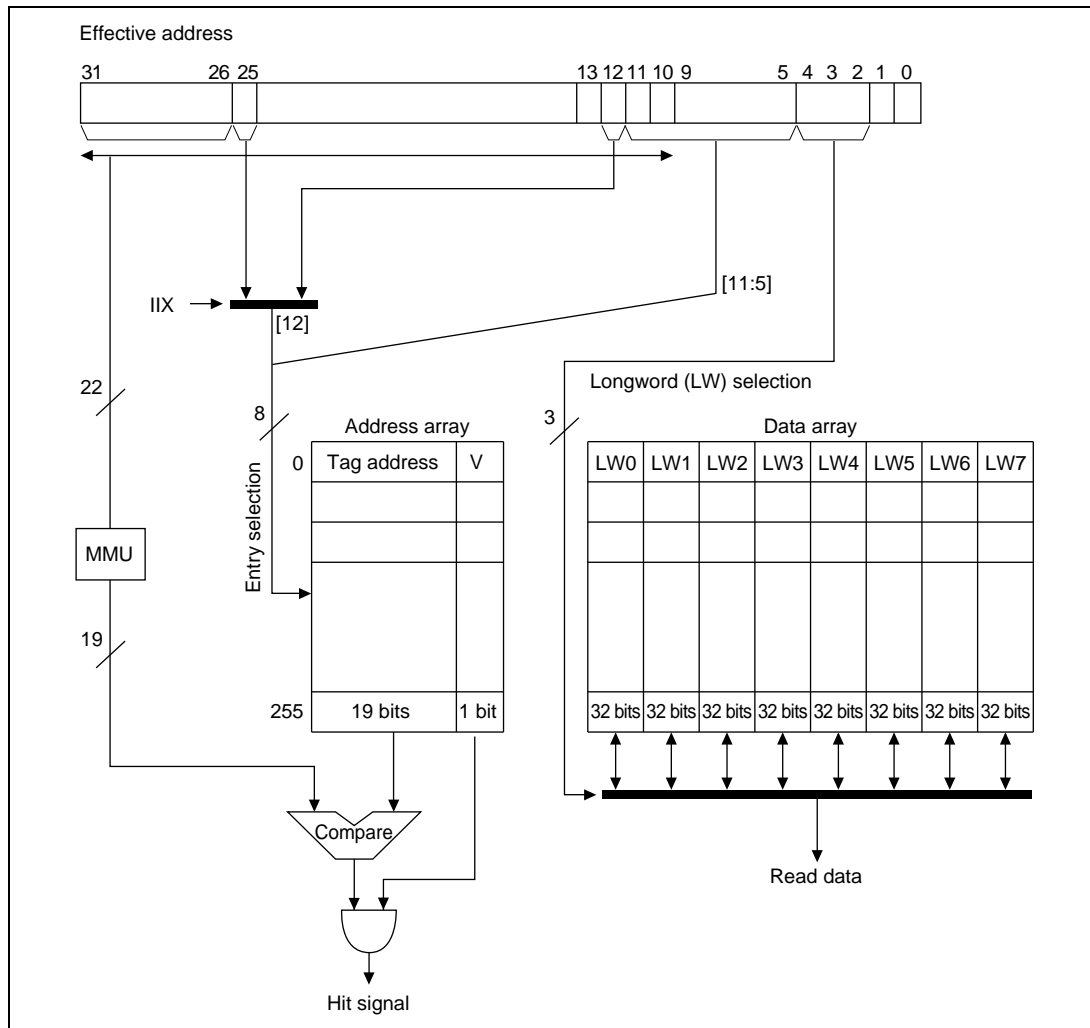 Effective address
31 26 25 13 12 11 10 9 5 4 3 2 1 0
IIX
[12]
[11:5]
22
8
3
Longword (LW) selection
Entry selection
Address array
Data array
0
Tag address V
LW0 LW1 LW2 LW3 LW4 LW5 LW6 LW7
MMU
19
255
19 bits 1 bit
32 bits 32 bits 32 bits 32 bits 32 bits 32 bits 32 bits 32 bits
Compare
Read data
Hit signal